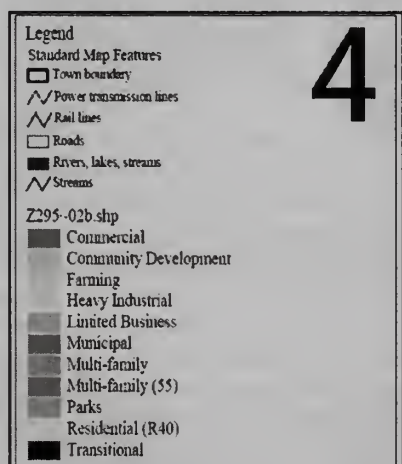 Legend
4
Standard Map Features
Town boundary
Power transmission lines
Rail lines
Roads
Rivers, lakes, streams
Streams
Z295-02b.shp
Commercial
Community Development
Farming
Heavy Industrial
Limited Business
Municipal
Multi-family
Multi-family (55)
Parks
Residential (R40)
Transitional